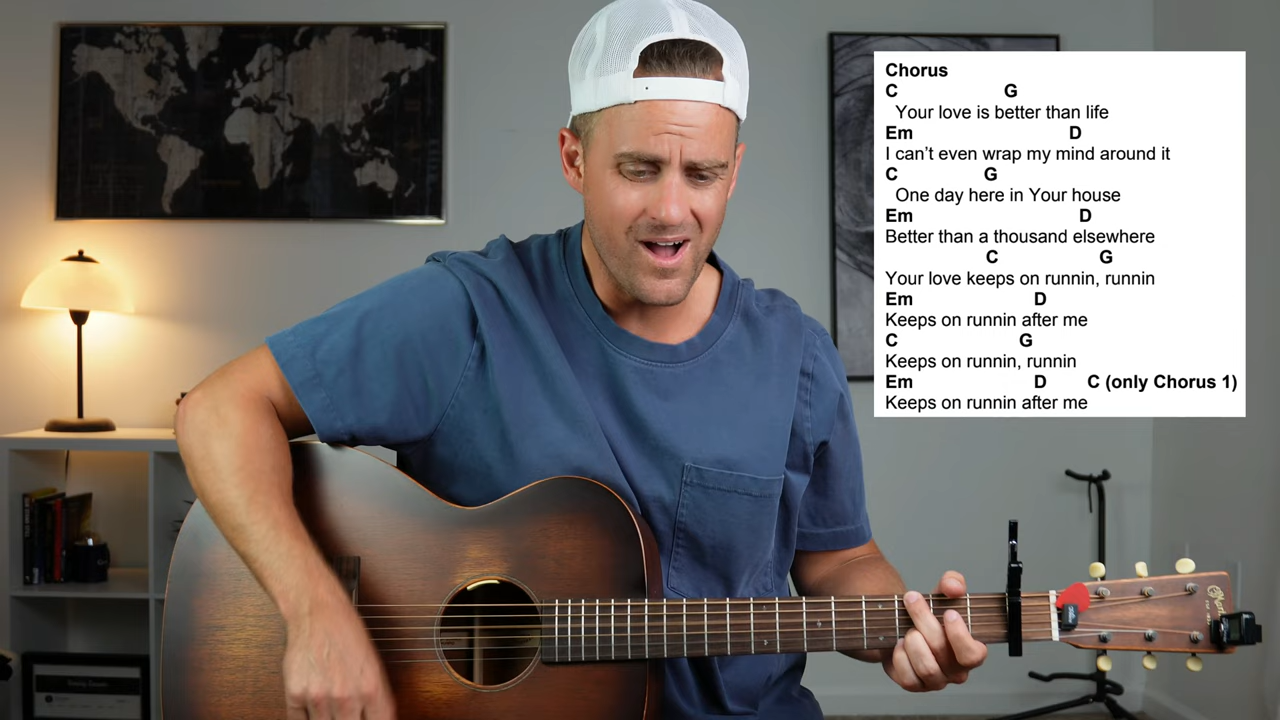 Chorus
C G
Your love is better than life
Em D
I can't even wrap my mind around it
C G
One day here in Your house
Em D
Better than a thousand elsewhere
C G
Your love keeps on runnin, runnin
Em D
Keeps on runnin after me
C G
Keeps on runnin, runnin
Em D C (only Chorus 1)
Keeps on runnin after me